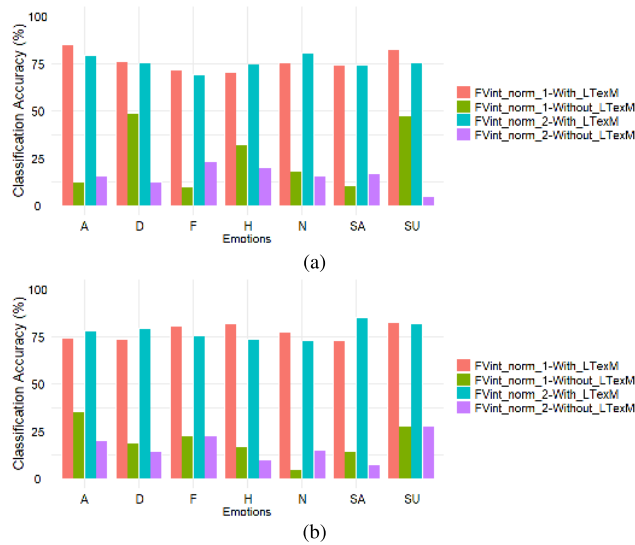 100
75
50
25
0
Classification Accuracy (%)
A D F H N SA SU
Emotions
FVint_norm_1-With_LTexM
FVint_norm_1-Without_LTexM
FVint_norm_2-With_LTexM
FVint_norm_2-Without_LTexM
(a)
100
75
50
25
0
Classification Accuracy (%)
A D F H N SA SU
Emotions
FVint_norm_1-With_LTexM
FVint_norm_1-Without_LTexM
FVint_norm_2-With_LTexM
FVint_norm_2-Without_LTexM
(b)